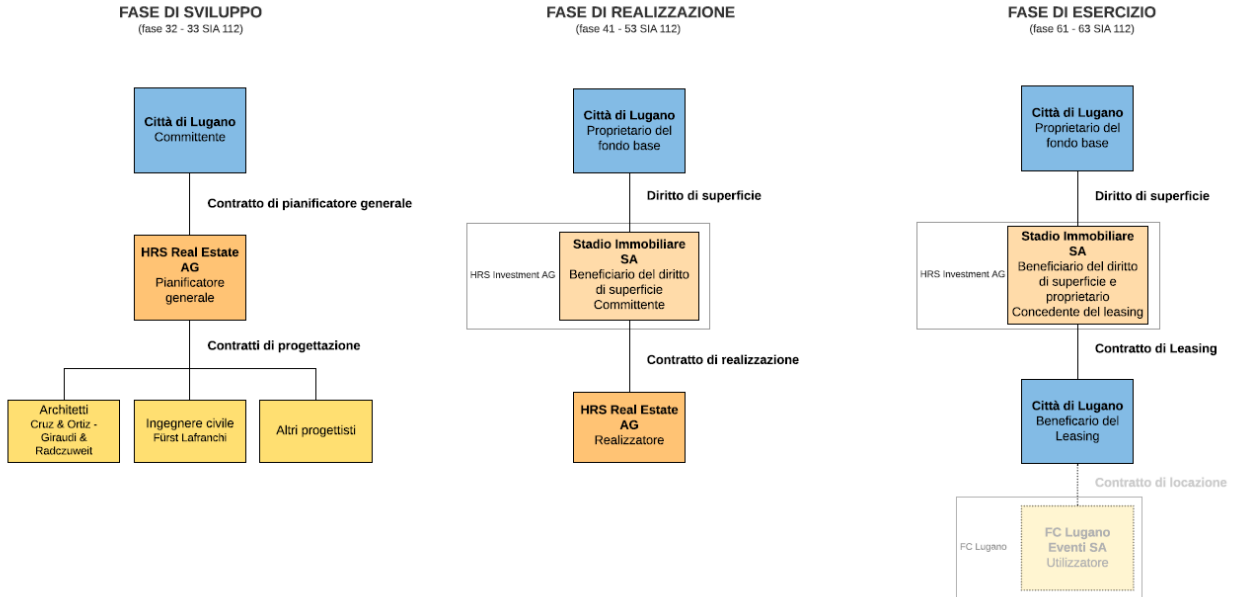 FASE DI SVILUPPO
(fase 32 - 33 SIA 112)
Città di Lugano
Committente
Contratto di pianificatore generale
HRS Real Estate
AG
Pianificatore
generale
Contratti di progettazione
Architetti
Cruz & Ortiz -
Giraudi &
Radczuweit
Ingegnere civile
Fürst Lafranchi
Altri progettisti
FASE DI REALIZZAZIONE
(fase 41 - 53 SIA 112)
Città di Lugano
Proprietario del
fondo base
Diritto di superficie
HRS Investment AG
Stadio Immobiliare
SA
Beneficiario del diritto
di superficie
Committente
Contratto di realizzazione
HRS Real Estate
AG
Realizzatore
FASE DI ESERCIZIO
(fase 61 - 63 SIA 112)
Città di Lugano
Proprietario del
fondo base
Diritto di superficie
HRS Investment AG
Stadio Immobiliare
SA
Beneficiario del diritto
di superficie e
proprietario
Concedente del leasing
Contratto di Leasing
Città di Lugano
Beneficario del
Leasing
Contratto di locazione
FC Lugano
FC Lugano
Eventi SA
Utilizzatore